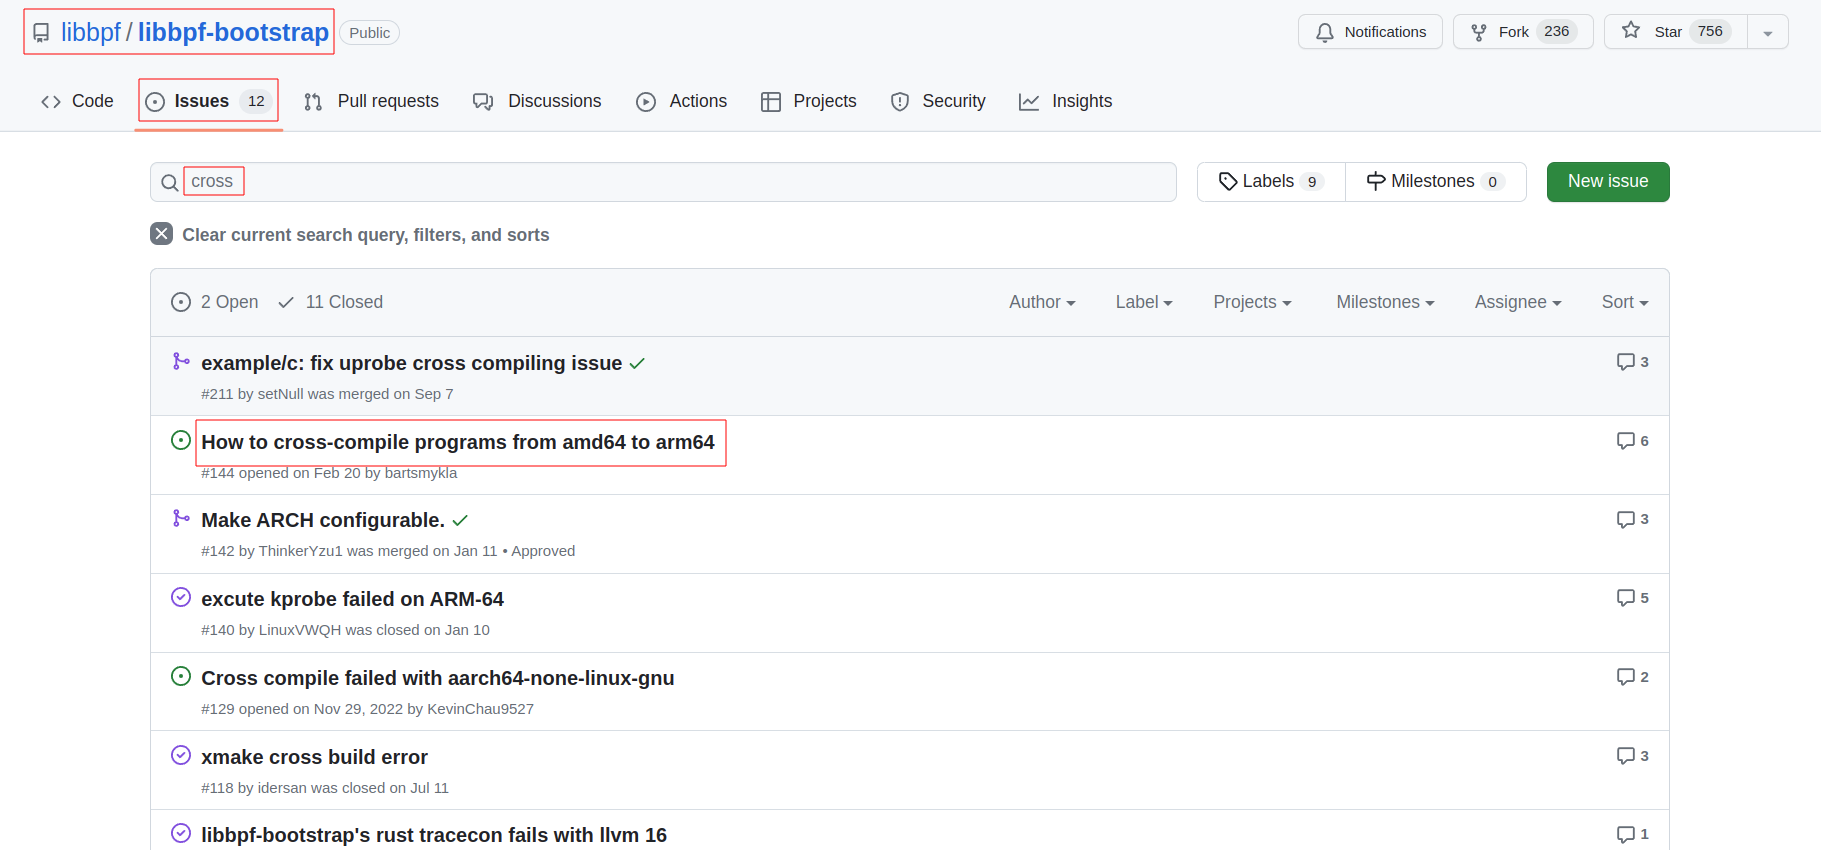 libbpf / libbpf-bootstrap Public Notifications Fork 236 Star 756
Code Issues 12 Pull requests Discussions Actions Projects Security Insights
cross Labels 9 Milestones 0 New issue
Clear current search query, filters, and sorts
2 Open 11 Closed Author Label Projects Milestones Assignee Sort
example/c: fix uprobe cross compiling issue 3
#211 by setNull was merged on Sep 7
How to cross-compile programs from amd64 to arm64 6
#144 opened on Feb 20 by bartsmykla
Make ARCH configurable. 3
#142 by ThinkerYzu1 was merged on Jan 11 • Approved
excute kprobe failed on ARM-64 5
#140 by LinuxVWQH was closed on Jan 10
Cross compile failed with aarch64-none-linux-gnu 2
#129 opened on Nov 29, 2022 by KevinChau9527
xmake cross build error 3
#118 by idersan was closed on Jul 11
libbpf-bootstrap's rust tracecon fails with llvm 16 1